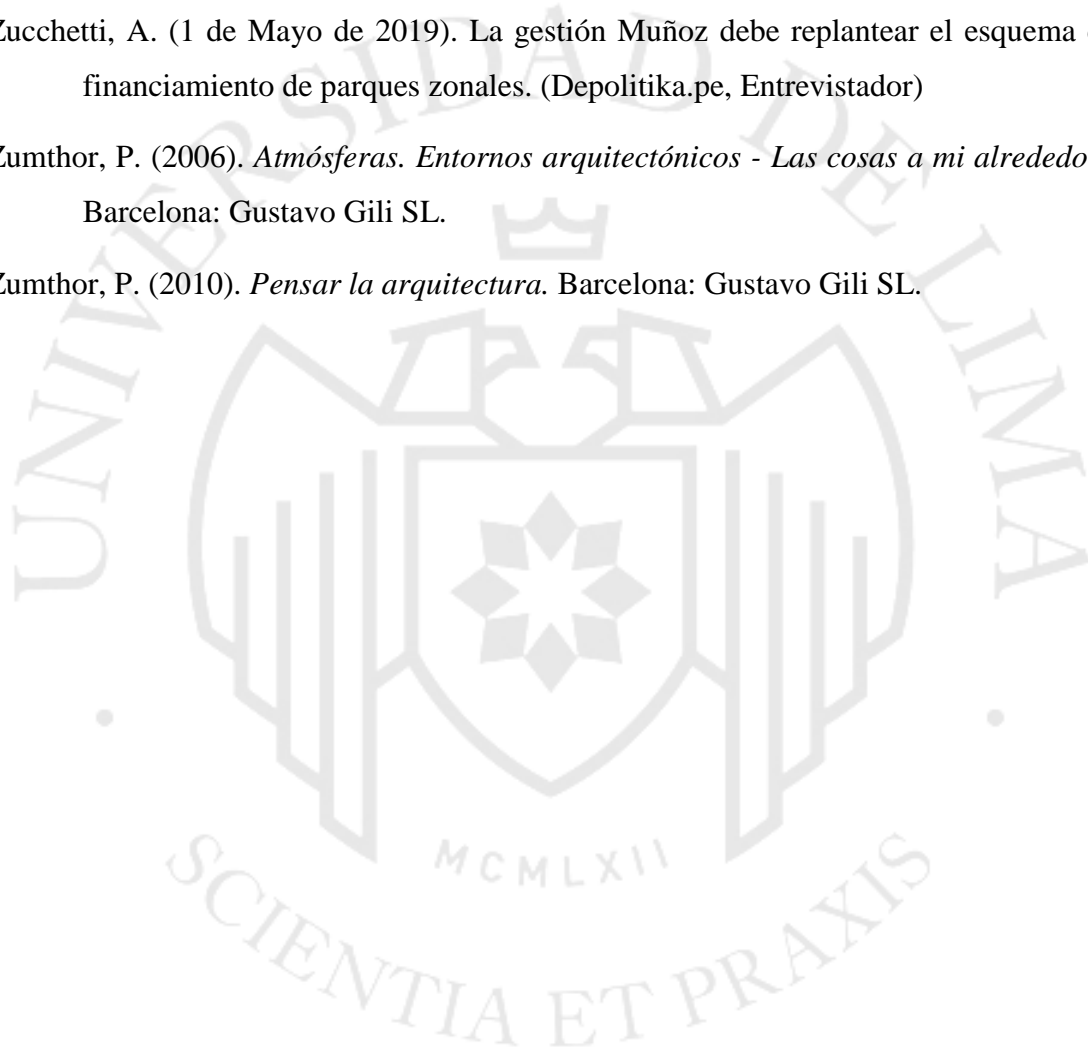 Zucchetti, A. (1 de Mayo de 2019). La gestión Muñoz debe replantear el esquema
financiamiento de parques zonales. (Depolitika.pe, Entrevistador)
Zumthor, P. (2006). Atmósferas. Entornos arquitectónicos - Las cosas a mi alrededo
Barcelona: Gustavo Gili SL.
Zumthor, P. (2010). Pensar la arquitectura. Barcelona: Gustavo Gili SL.
UNIVERSIDAD DE LIMA
MCMLXII
SCIENTIA ET PRAXIS